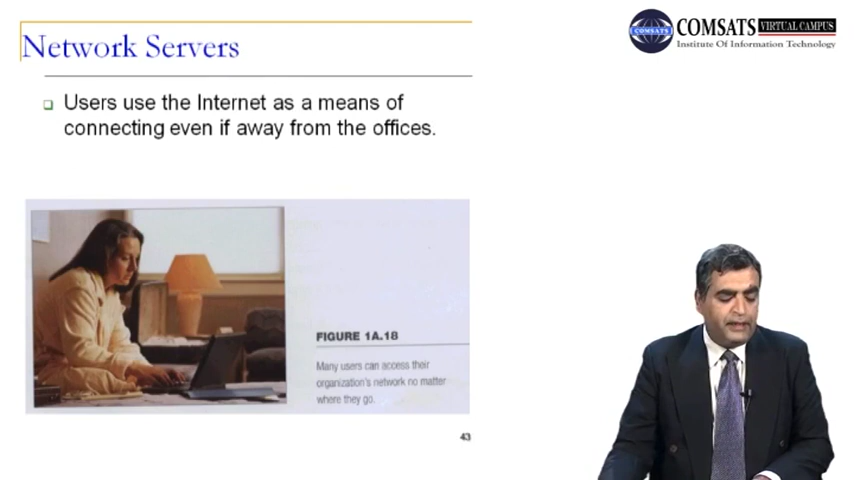 Network Servers
Users use the Internet as a means of
connecting even if away from the offices.
FIGURE 1A.18
Many users can access their
organization's network no matter
where they go.
43
COMSATS
COMSATS VIRTUAL CAMPUS
Institute Of Information Technology